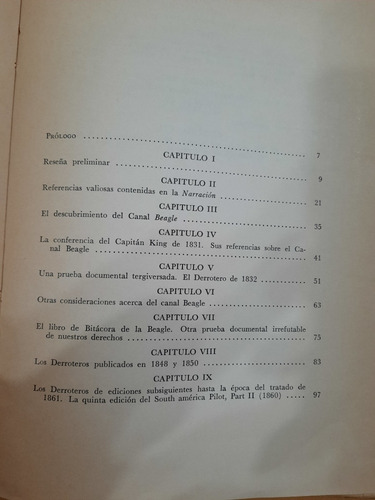 PRÓLOGO ........ 7
CAPITULO I
Reseña preliminar ........ 9
CAPITULO II
Referencias valiosas contenidas en la Narración ........ 21
CAPITULO III
El descubrimiento del Canal Beagle ........ 35
CAPITULO IV
La conferencia del Capitán King de 1831. Sus referencias sobre el Ca-
nal Beagle ........ 41
CAPITULO V
Una prueba documental tergiversada. El Derrotero de 1832 ..... 51
CAPITULO VI
Otras consideraciones acerca del canal Beagle ........ 63
CAPITULO VII
El libro de Bitácora de la Beagle. Otra prueba documental irrefutable
de nuestros derechos ........ 75
CAPITULO VIII
Los Derroteros publicados en 1848 y 1850 ........ 83
CAPITULO IX
Los Derroteros de ediciones subsiguientes hasta la época del tratado de
1861. La quinta edición del South américa Pilot, Part II (1860) ..... 97